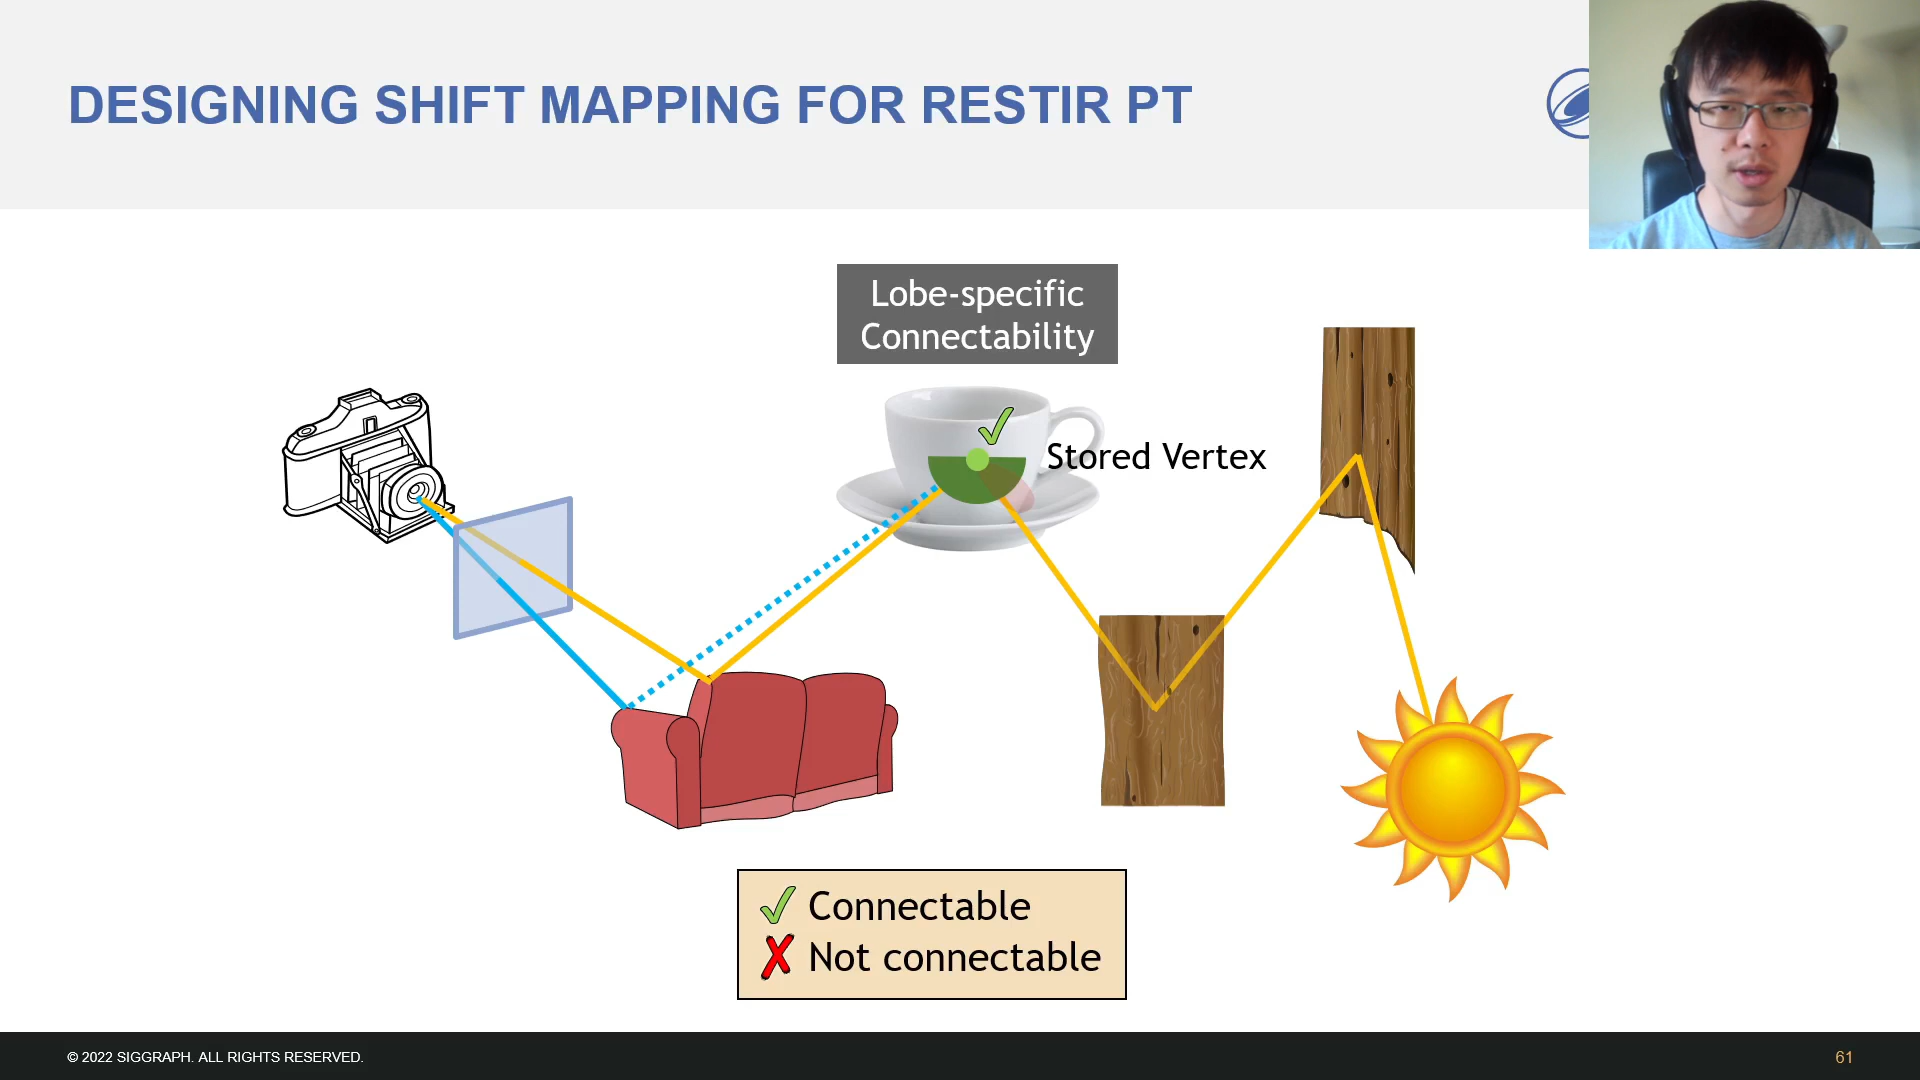 DESIGNING SHIFT MAPPING FOR RESTIR PT
Lobe-specific
Connectability
Stored Vertex
Connectable
Not connectable
© 2022 SIGGRAPH. ALL RIGHTS RESERVED.
61